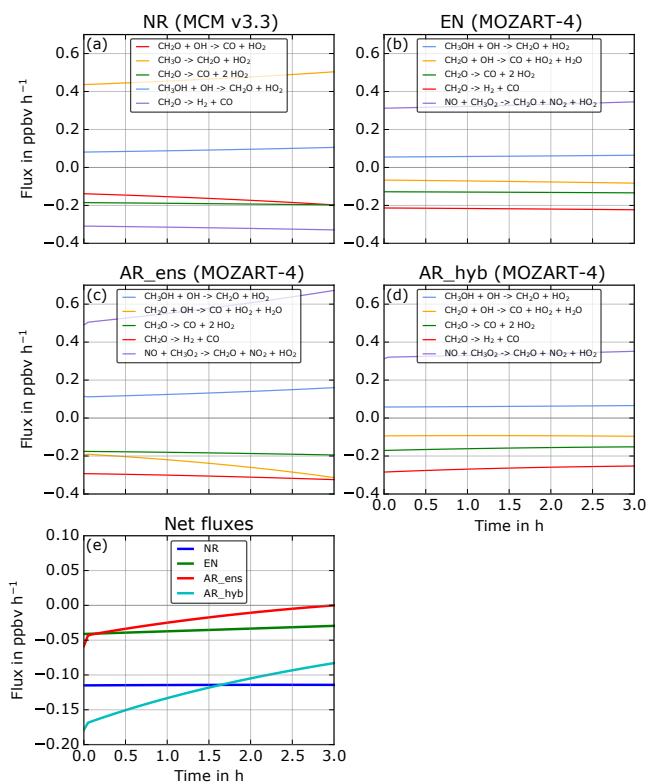 NR (MCM v3.3)
(a)
CH₂O + OH -> CO + HO₂
CH₃O -> CH₂O + HO₂
CH₂O -> CO + 2 HO₂
CH₃OH + OH -> CH₂O + HO₂
CH₂O -> H₂ + CO
Flux in ppbv h⁻¹
0.6
0.4
0.2
0.0
−0.2
−0.4
EN (MOZART-4)
(b)
CH₃OH + OH -> CH₂O + HO₂
CH₂O + OH -> CO + HO₂ + H₂O
CH₂O -> CO + 2 HO₂
CH₂O -> H₂ + CO
NO + CH₃O₂ -> CH₂O + NO₂ + HO₂
0.6
0.4
0.2
0.0
−0.2
−0.4
AR_ens (MOZART-4)
(c)
CH₃OH + OH -> CH₂O + HO₂
CH₂O + OH -> CO + HO₂ + H₂O
CH₂O -> CO + 2 HO₂
CH₂O -> H₂ + CO
NO + CH₃O₂ -> CH₂O + NO₂ + HO₂
Flux in ppbv h⁻¹
0.6
0.4
0.2
0.0
−0.2
−0.4
AR_hyb (MOZART-4)
(d)
CH₃OH + OH -> CH₂O + HO₂
CH₂O + OH -> CO + HO₂ + H₂O
CH₂O -> CO + 2 HO₂
CH₂O -> H₂ + CO
NO + CH₃O₂ -> CH₂O + NO₂ + HO₂
0.6
0.4
0.2
0.0
−0.2
−0.4
0.0 0.5 1.0 1.5 2.0 2.5 3.0
Time in h
Net fluxes
(e)
NR
EN
AR_ens
AR_hyb
Flux in ppbv h⁻¹
0.10
0.05
0.00
−0.05
−0.10
−0.15
−0.20
0.0 0.5 1.0 1.5 2.0 2.5 3.0
Time in h